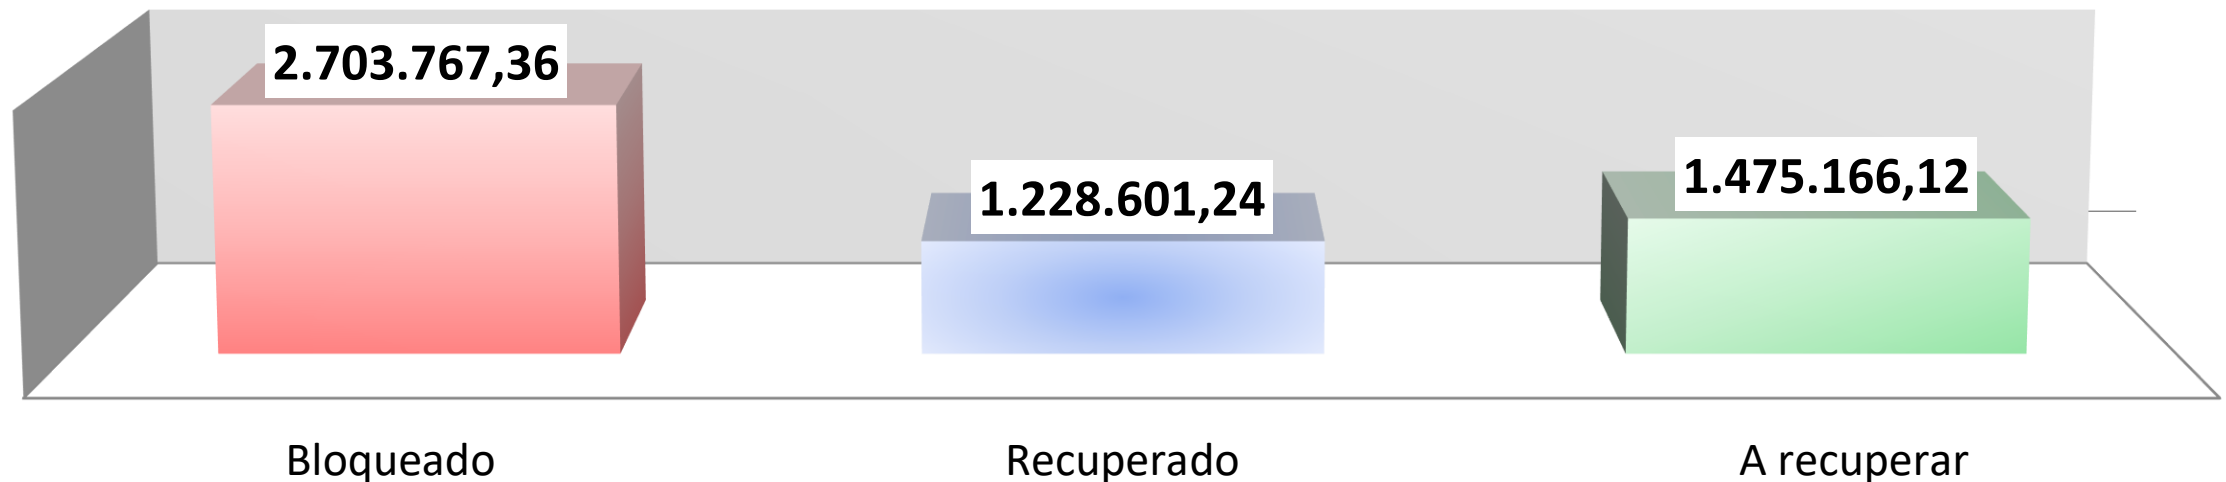 2.703.767,36
1.228.601,24
1.475.166,12
Bloqueado
Recuperado
A recuperar